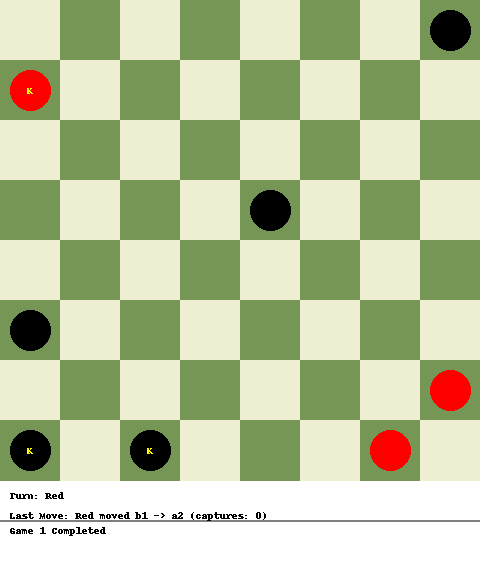 K
K
K
Turn: Red
Last Move: Red moved b1 -> a2 (captures: 0)
Game 1 Completed